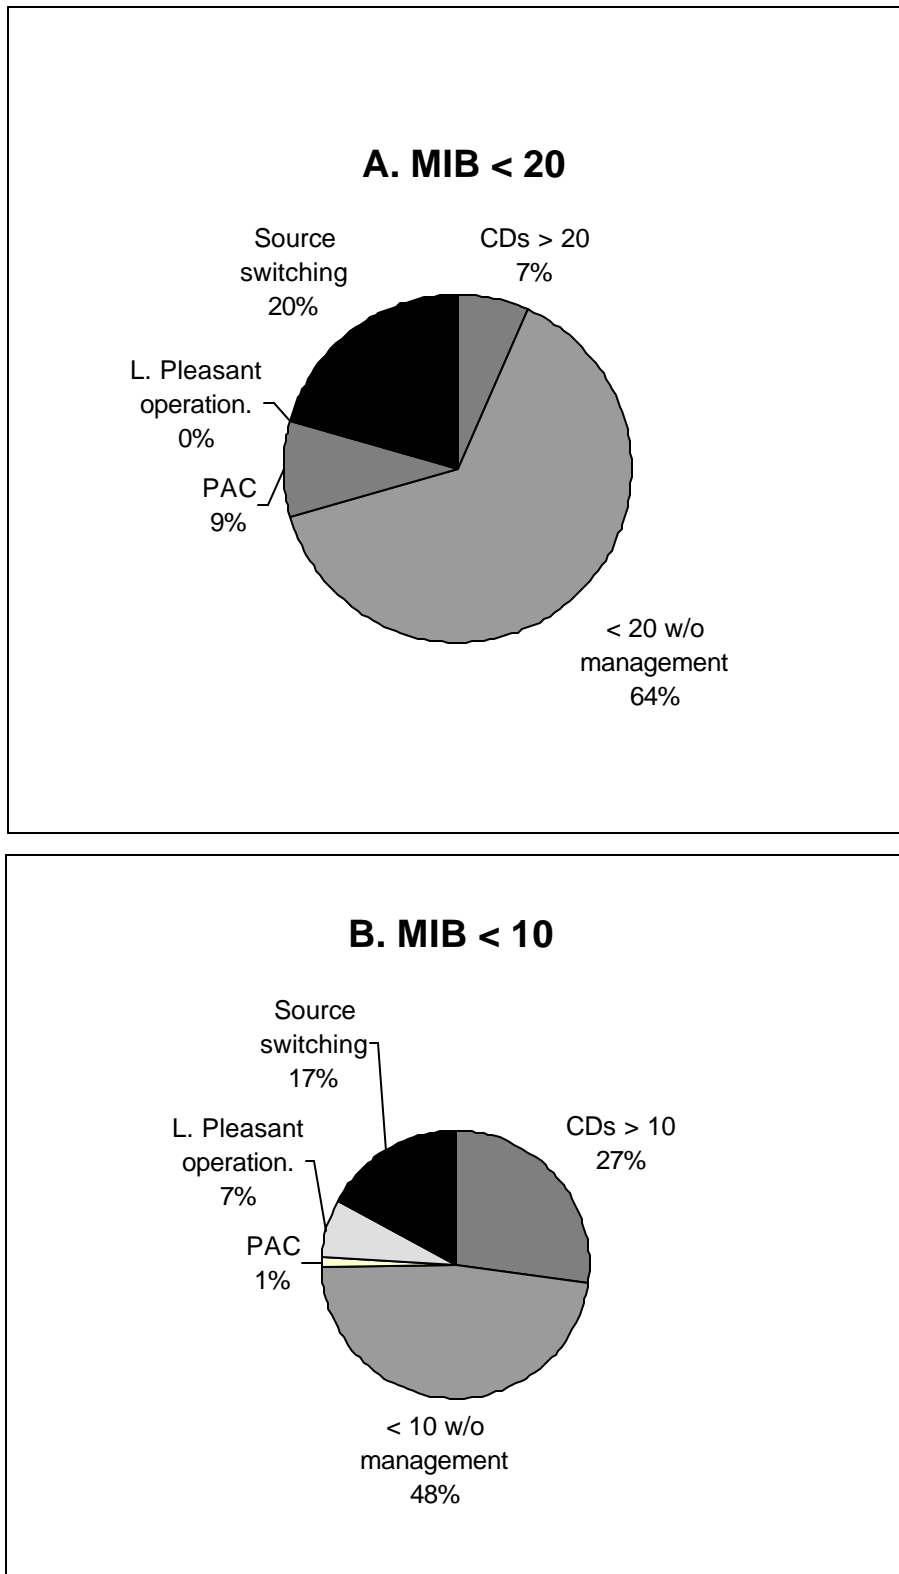 A. MIB < 20
Source
switching
20%
CDs > 20
7%
L. Pleasant
operation.
0%
PAC
9%
< 20 w/o
management
64%
B. MIB < 10
Source
switching
17%
CDs > 10
27%
L. Pleasant
operation.
7%
PAC
1%
< 10 w/o
management
48%